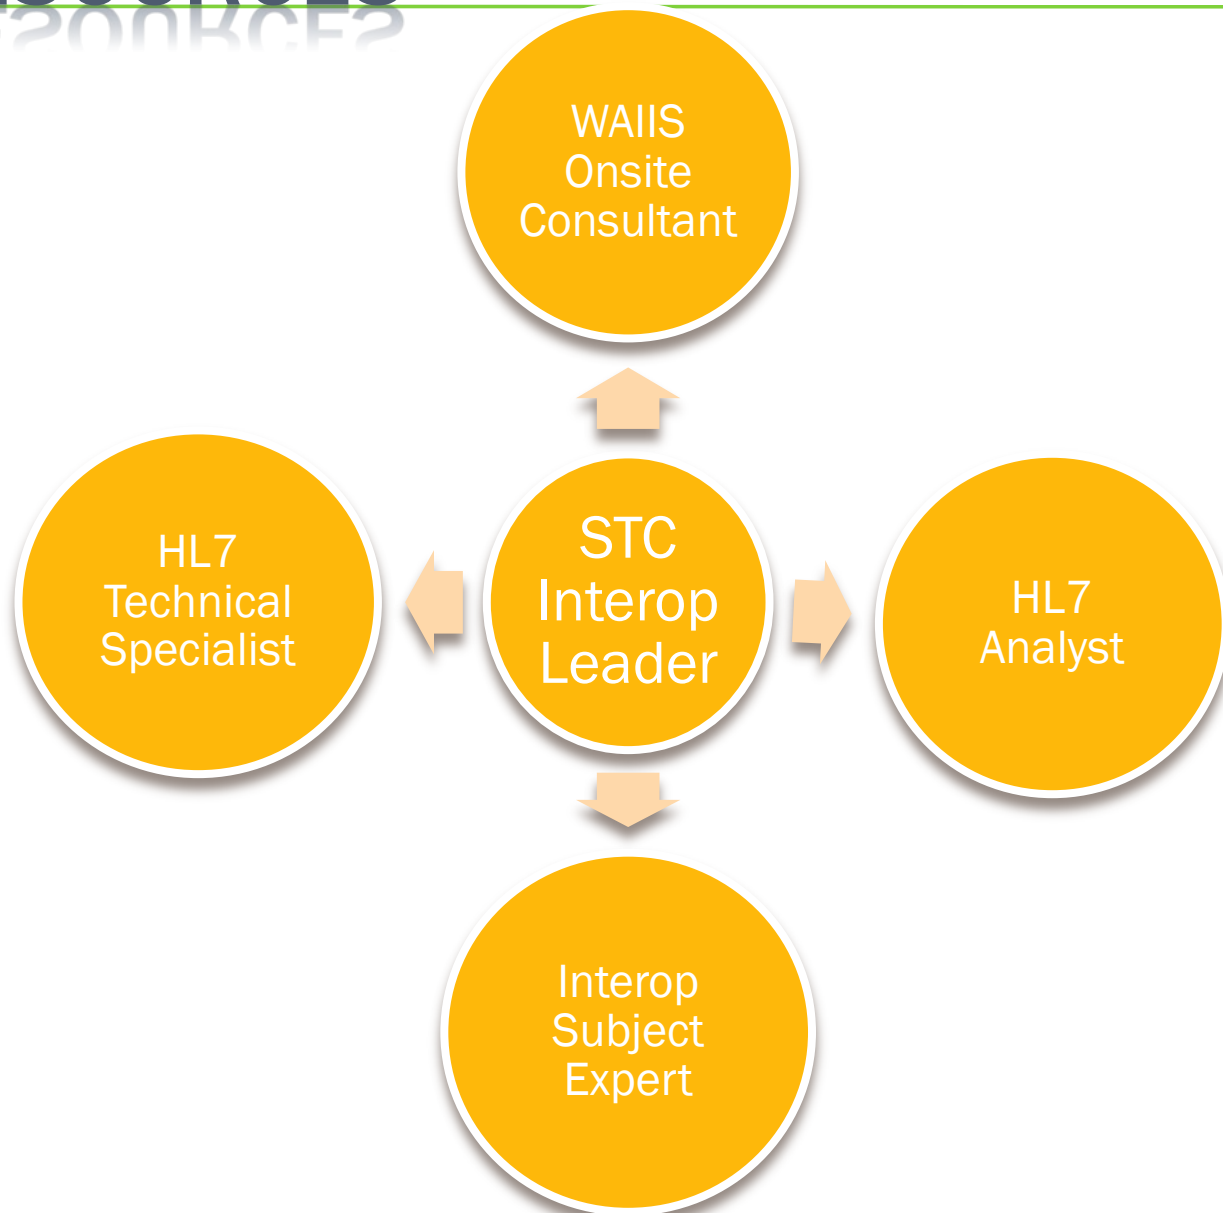 WAIIS
Onsite
Consultant
HL7
Technical
Specialist
STC
Interop
Leader
HL7
Analyst
Interop
Subject
Expert